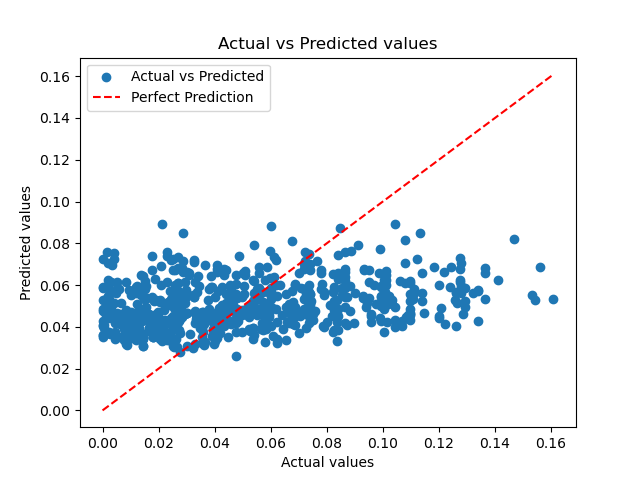 Actual vs Predicted values
Actual vs Predicted
Perfect Prediction
0.16
0.14
0.12
0.10
0.08
0.06
0.04
0.02
0.00
Predicted values
0.00 0.02 0.04 0.06 0.08 0.10 0.12 0.14 0.16
Actual values